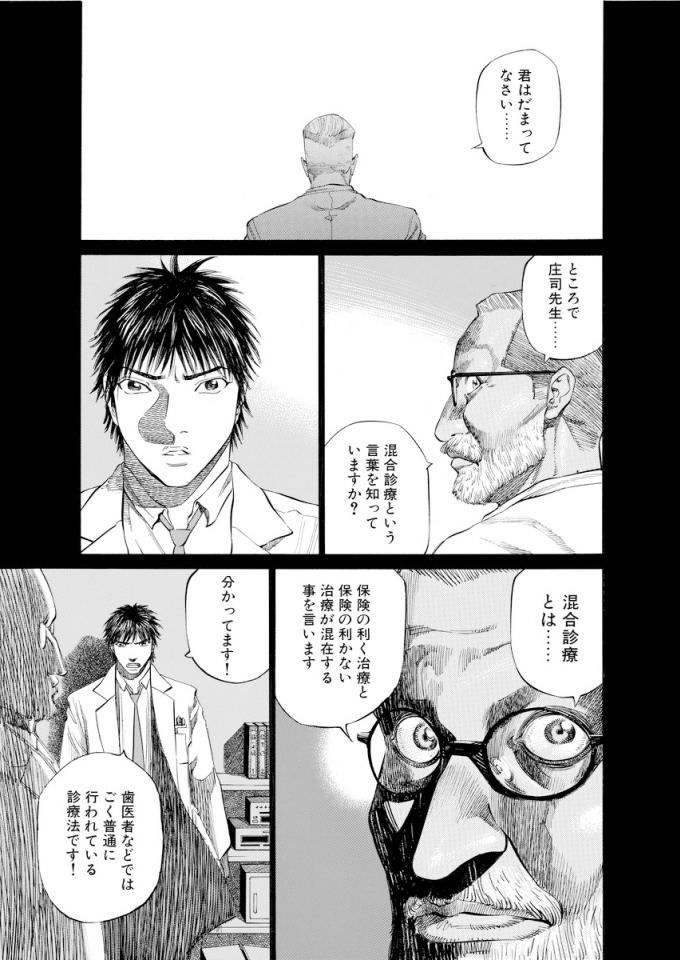 君はだまって
なさい……
ところで
庄司先生……
混合診療という
言葉を知って
いますか？
混合診療
とは……
保険の利く治療と
保険の利かない
治療が混在する
事を言います
分かってます！
歯医者などでは
ごく普通に
行われている
診療法です！